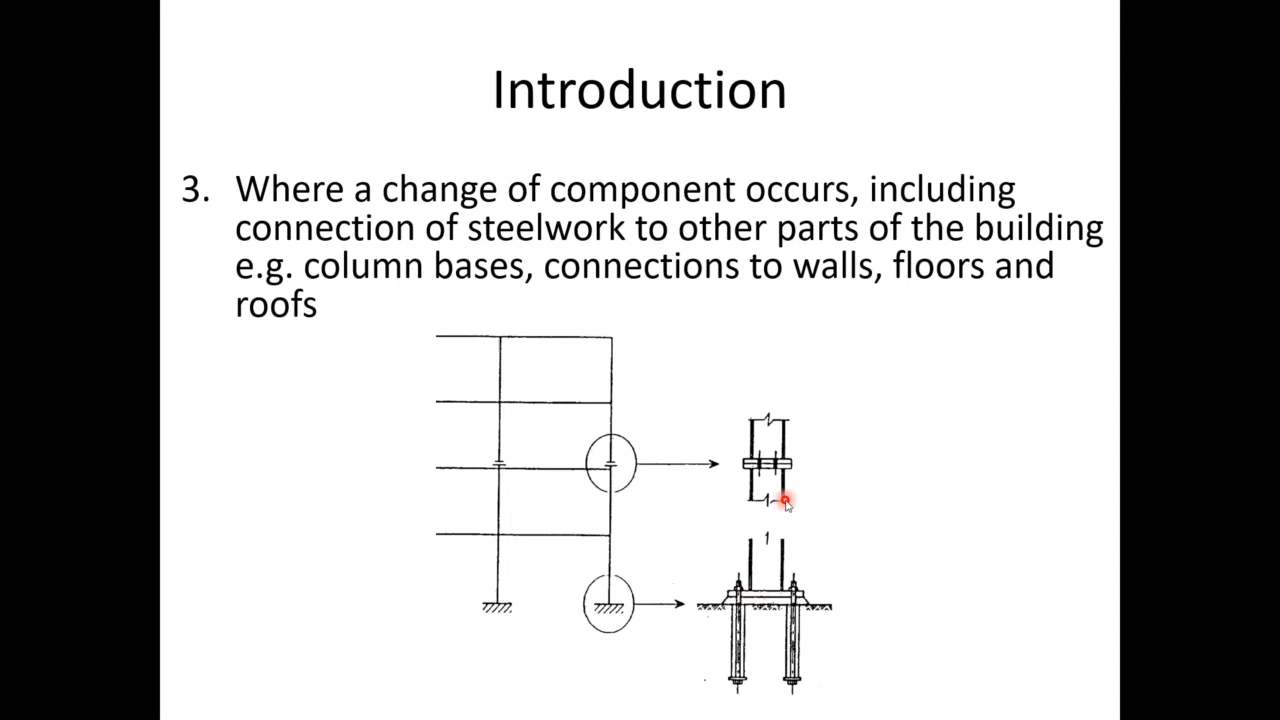 Introduction
3. Where a change of component occurs, including
connection of steelwork to other parts of the building
e.g. column bases, connections to walls, floors and
roofs